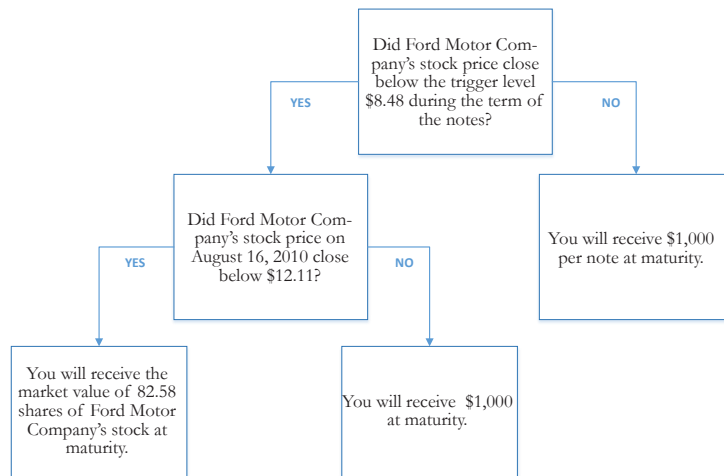 Did Ford Motor Com-
pany's stock price close
below the trigger level
$8.48 during the term of
the notes?
YES
NO
Did Ford Motor Com-
pany's stock price on
August 16, 2010 close
below $12.11?
You will receive $1,000
per note at maturity.
YES
NO
You will receive the
market value of 82.58
shares of Ford Motor
Company's stock at
maturity.
You will receive $1,000
at maturity.